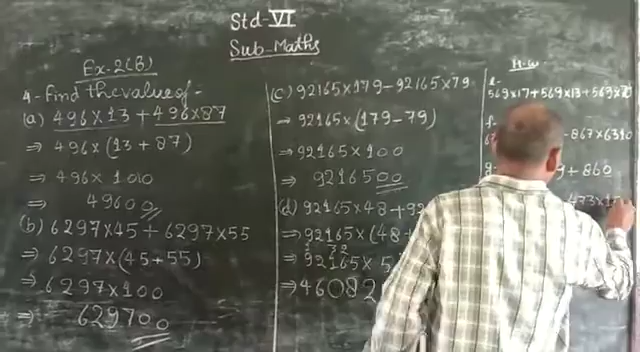 Std-VI
Sub-Maths
Ex-2(B)
4-Find the value of-
(a) 496×13+496×87
⇒ 496×(13+87)
⇒ 496×100
⇒ 49600
(b) 6297×45+6297×55
⇒ 6297×(45+55)
⇒ 6297×100
⇒ 629700
(c) 92165×179-92165×79
⇒ 92165×(179-79)
⇒ 92165×100
⇒ 9216500
(d) 92165×48+92
⇒ 92165×(48+
⇒ 92165×5
⇒ 46082
H.W
e-
569×17+569×13+569×70
f-
-867×6310
g-
+860
433×1